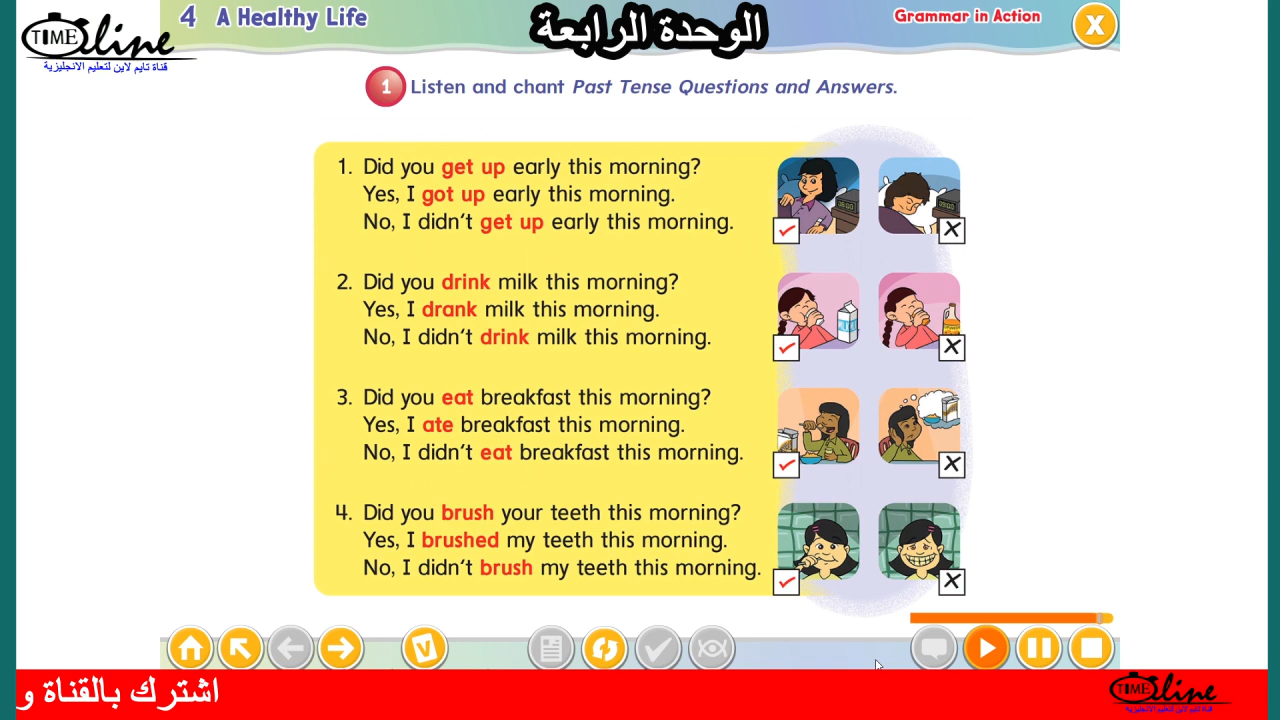 4 A Healthy Life
الوحدة الرابعة
Grammar in Action
X
TIME line
قناة تايم لاين لتعليم الانجليزية
1 Listen and chant Past Tense Questions and Answers.
1. Did you get up early this morning?
Yes, I got up early this morning.
No, I didn't get up early this morning.
2. Did you drink milk this morning?
Yes, I drank milk this morning.
No, I didn't drink milk this morning.
3. Did you eat breakfast this morning?
Yes, I ate breakfast this morning.
No, I didn't eat breakfast this morning.
4. Did you brush your teeth this morning?
Yes, I brushed my teeth this morning.
No, I didn't brush my teeth this morning.
V
اشترك بالقناة و
TIME line
قناة تايم لاين لتعليم الانجليزية